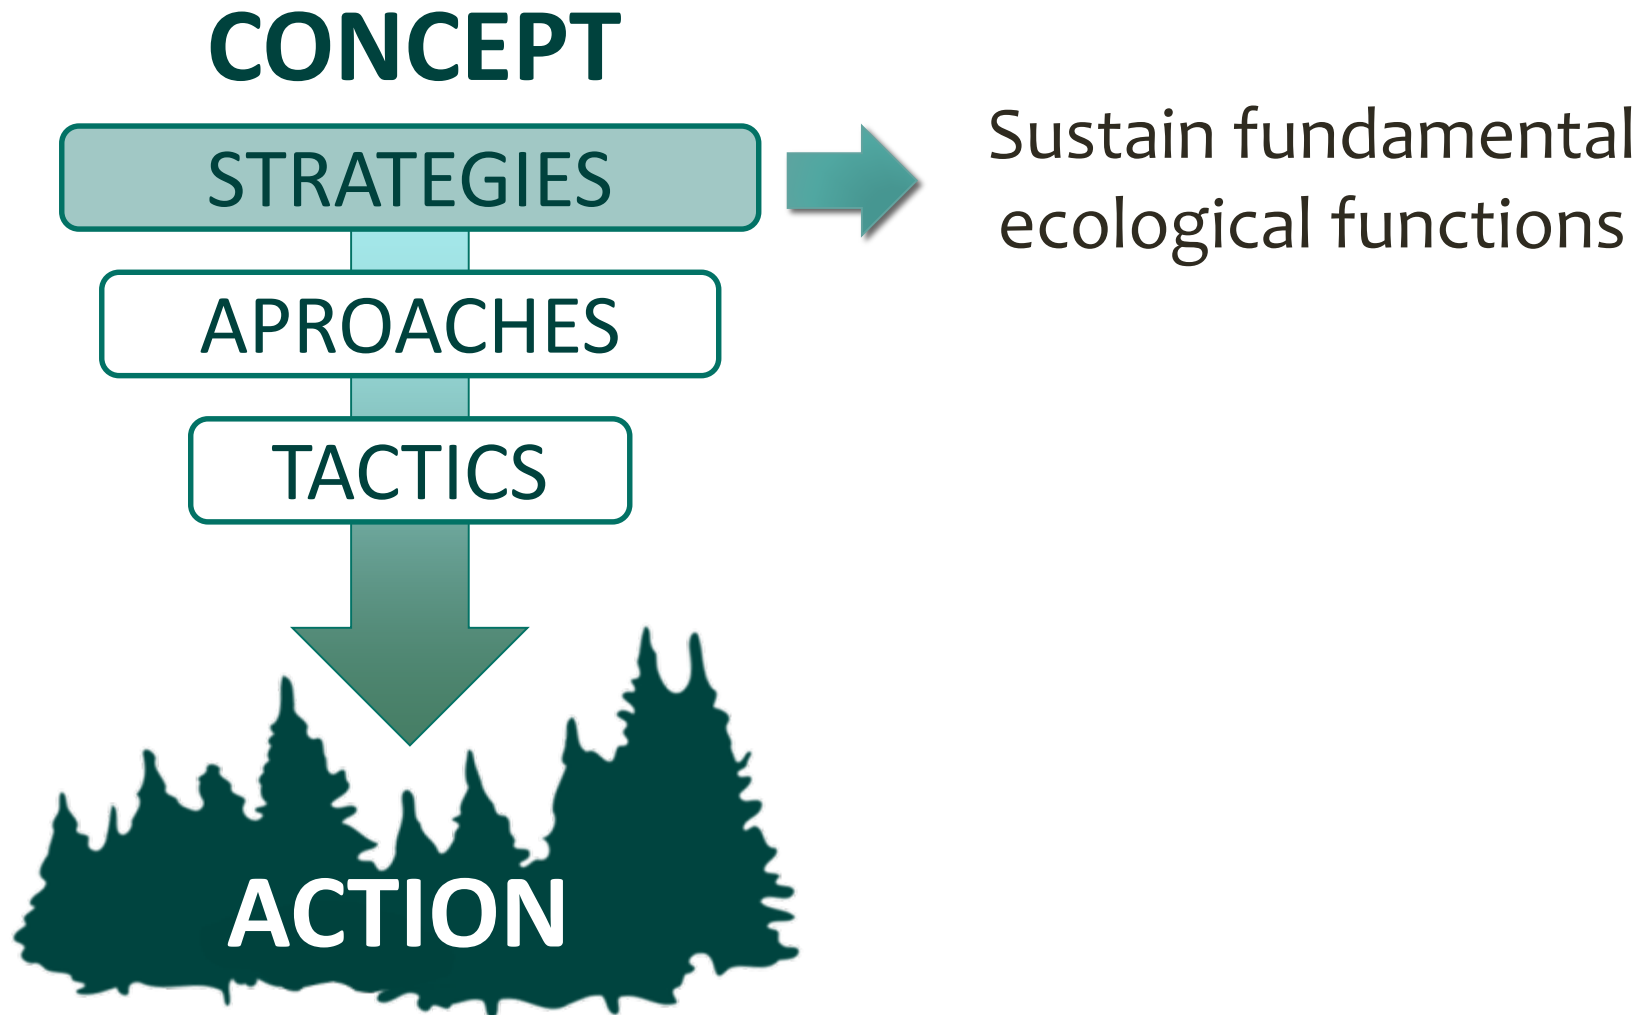 CONCEPT
STRATEGIES
Sustain fundamental
ecological functions
APROACHES
TACTICS
ACTION